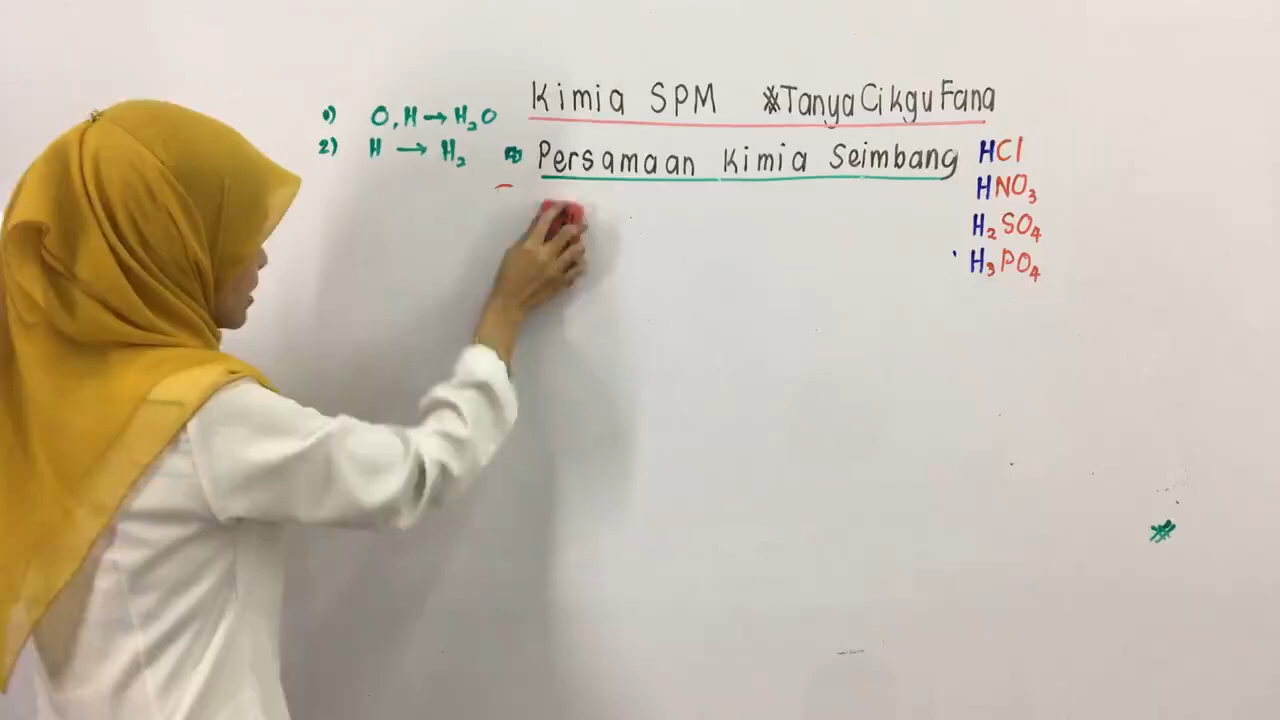 Kimia SPM *TanyaCikguFana
1) O, H → H₂O
2) H → H₂
Persamaan Kimia Seimbang
HCl
HNO₃
H₂SO₄
H₃PO₄